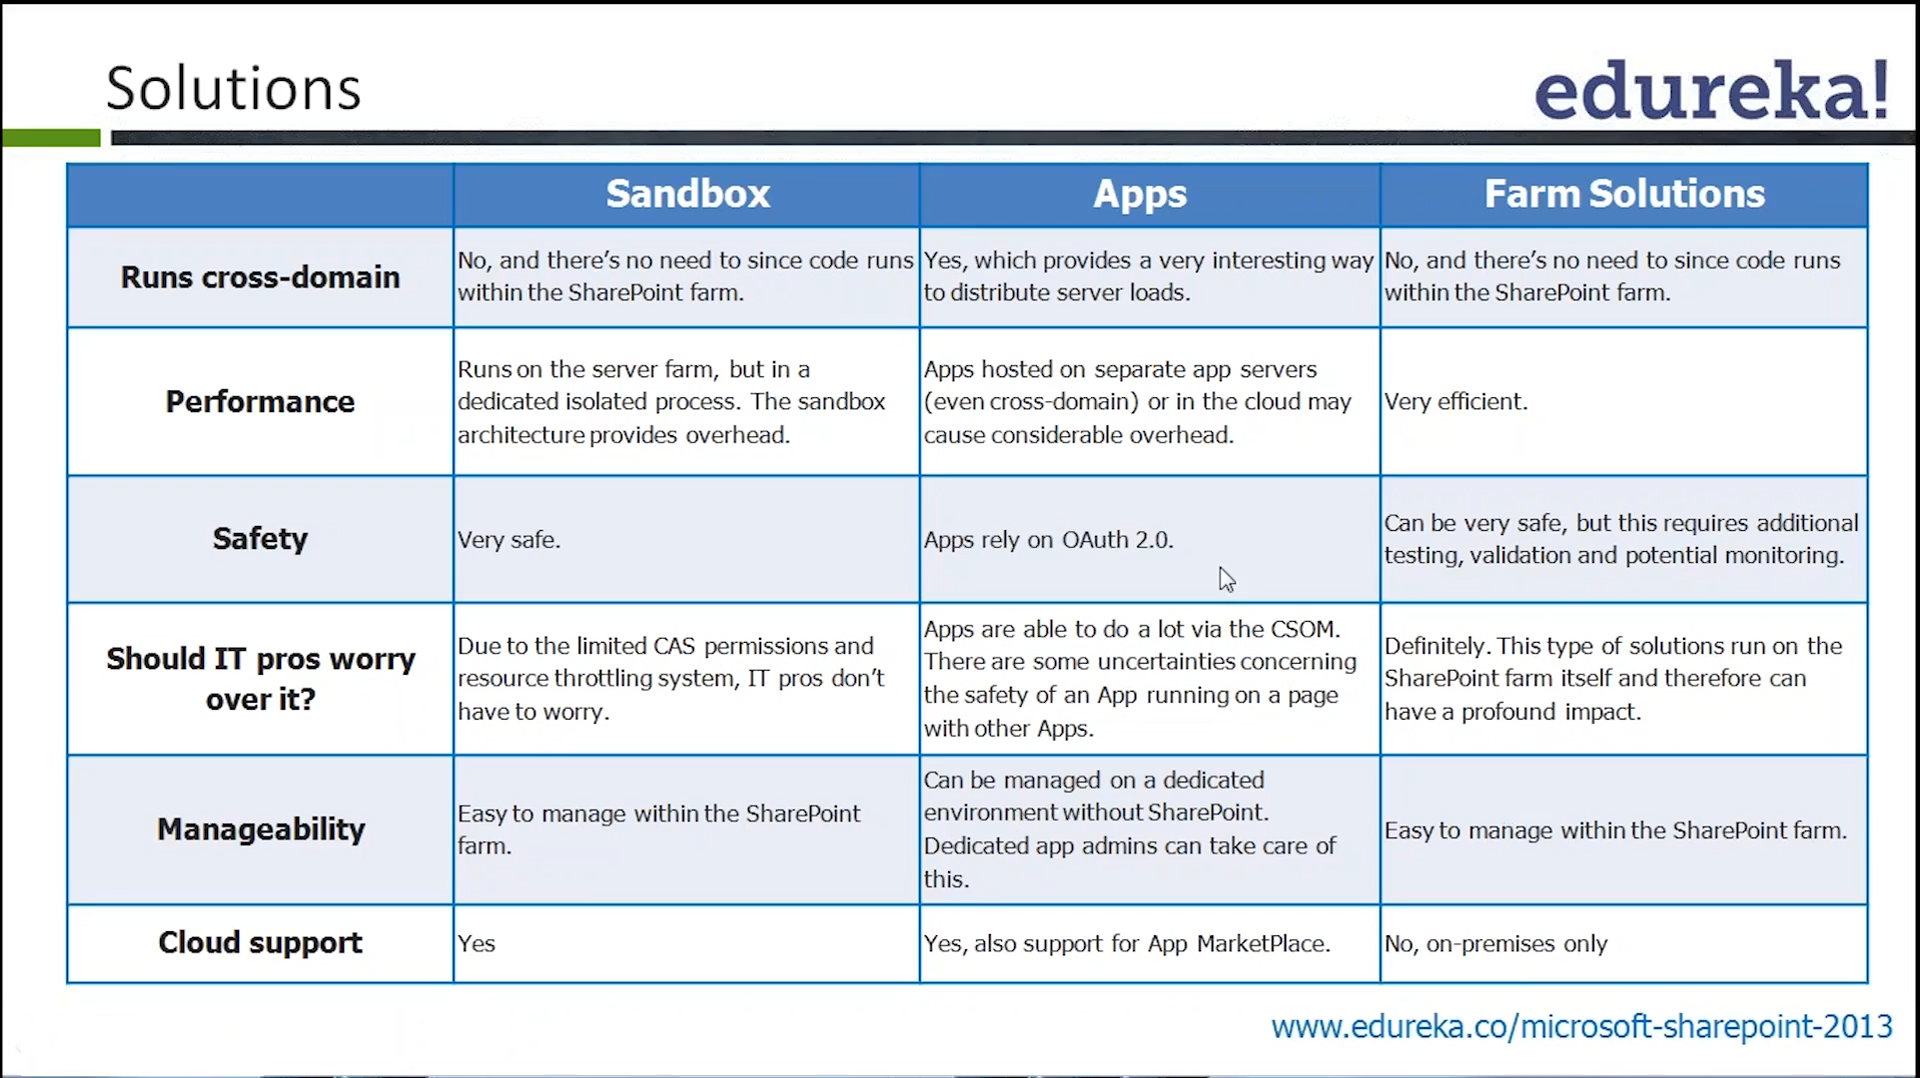 Solutions
edureka!
Sandbox
Apps
Farm Solutions
Runs cross-domain
No, and there's no need to since code runs
within the SharePoint farm.
Yes, which provides a very interesting way
to distribute server loads.
No, and there's no need to since code runs
within the SharePoint farm.
Performance
Runs on the server farm, but in a
dedicated isolated process. The sandbox
architecture provides overhead.
Apps hosted on separate app servers
(even cross-domain) or in the cloud may
cause considerable overhead.
Very efficient.
Safety
Very safe.
Apps rely on OAuth 2.0.
Can be very safe, but this requires additional
testing, validation and potential monitoring.
Should IT pros worry
over it?
Due to the limited CAS permissions and
resource throttling system, IT pros don't
have to worry.
Apps are able to do a lot via the CSOM.
There are some uncertainties concerning
the safety of an App running on a page
with other Apps.
Definitely. This type of solutions run on the
SharePoint farm itself and therefore can
have a profound impact.
Manageability
Easy to manage within the SharePoint
farm.
Can be managed on a dedicated
environment without SharePoint.
Dedicated app admins can take care of
this.
Easy to manage within the SharePoint farm.
Cloud support
Yes
Yes, also support for App MarketPlace.
No, on-premises only
www.edureka.co/microsoft-sharepoint-2013